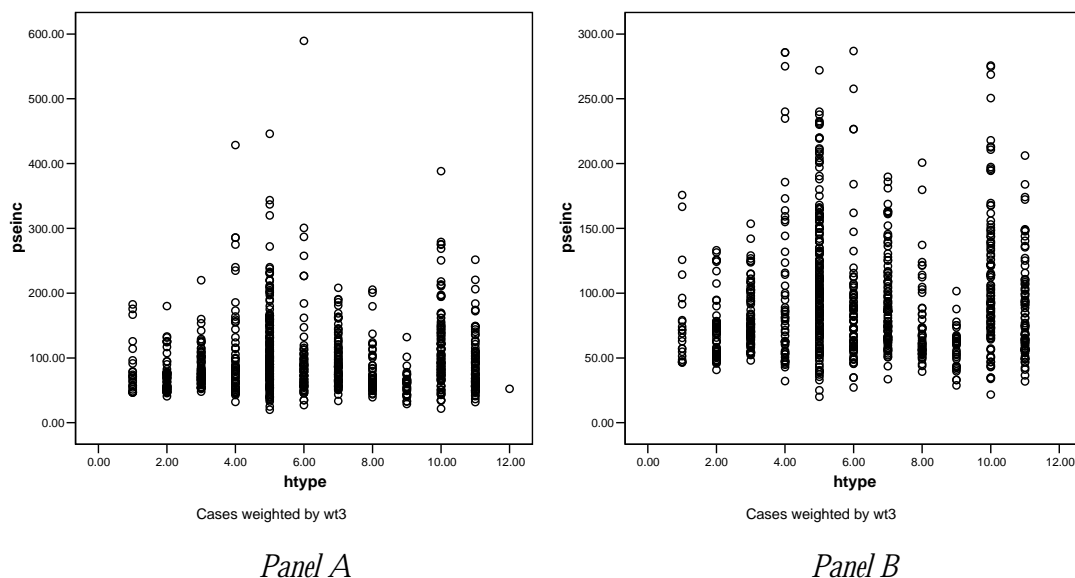 600.00
500.00
400.00
300.00
200.00
100.00
0.00
pseinc
0.00 2.00 4.00 6.00 8.00 10.00 12.00
htype
Cases weighted by wt3
Panel A
300.00
250.00
200.00
150.00
100.00
50.00
0.00
pseinc
0.00 2.00 4.00 6.00 8.00 10.00 12.00
htype
Cases weighted by wt3
Panel B